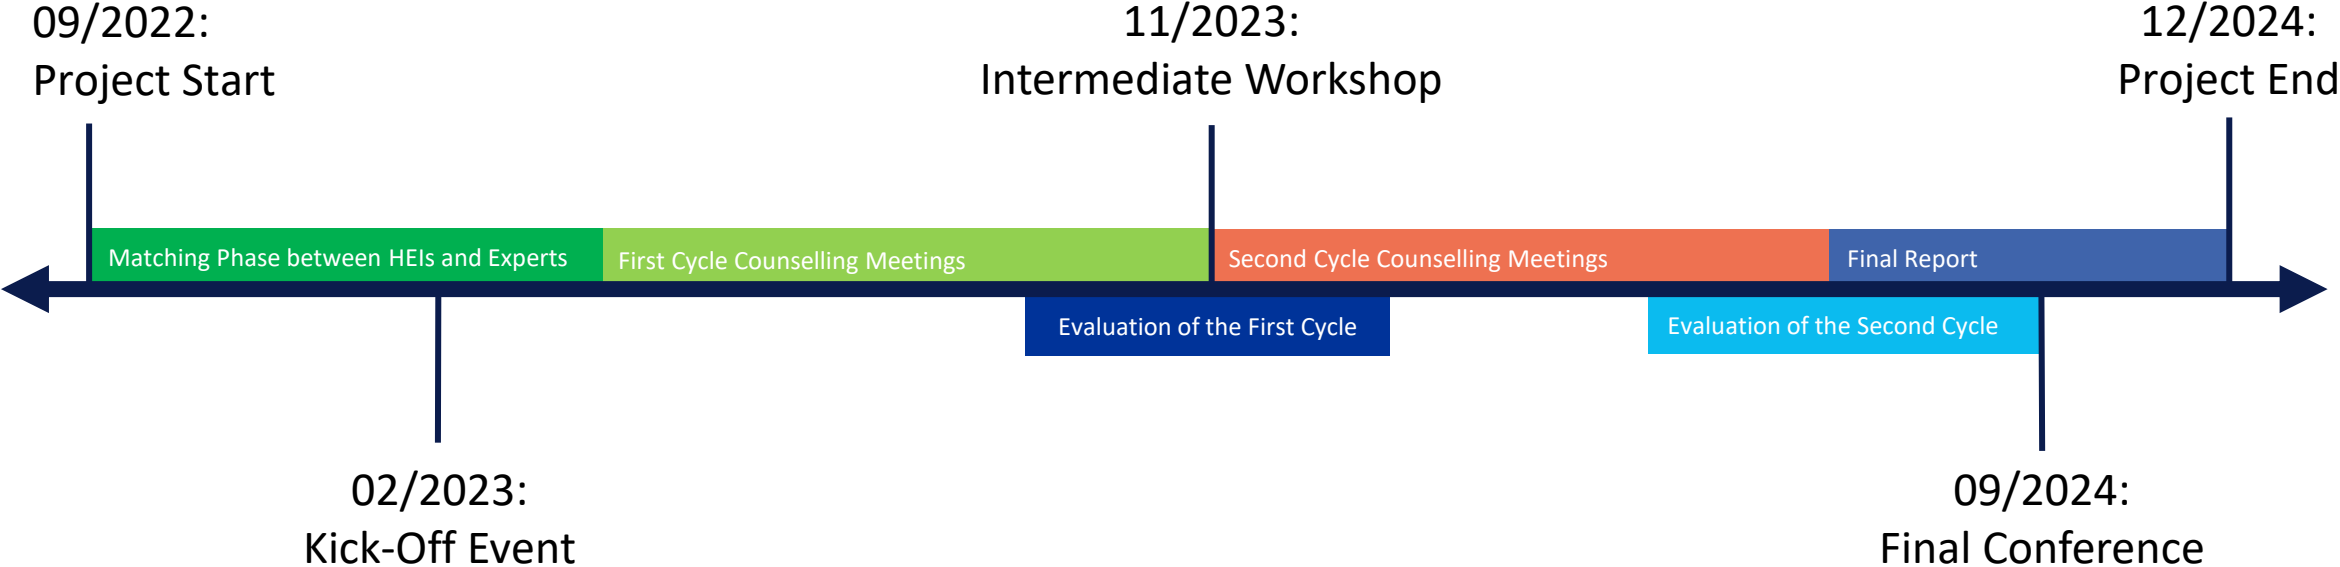 09/2022:
Project Start
11/2023:
Intermediate Workshop
12/2024:
Project End
Matching Phase between HEIs and Experts
First Cycle Counselling Meetings
Second Cycle Counselling Meetings
Final Report
Evaluation of the First Cycle
Evaluation of the Second Cycle
02/2023:
Kick-Off Event
09/2024:
Final Conference